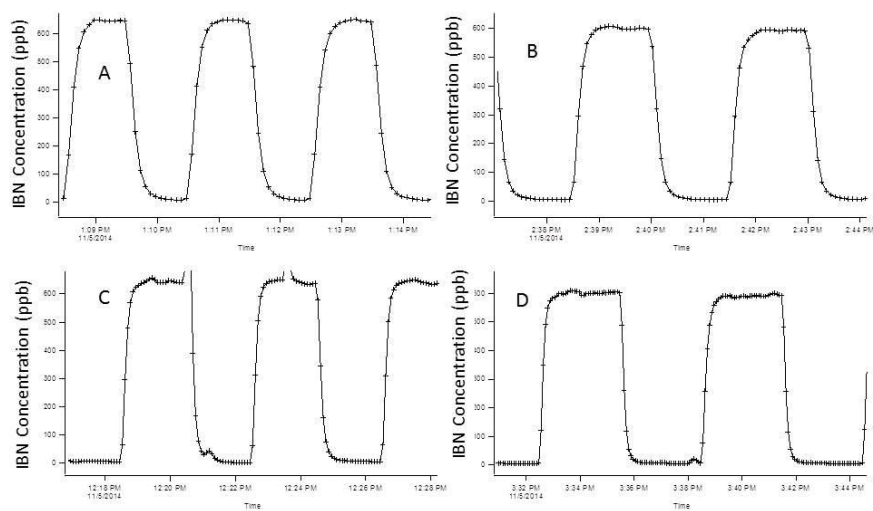 A
IBN Concentration (ppb)
600
500
400
300
200
100
0
1:09 PM
11/5/2014
1:10 PM
1:11 PM
1:12 PM
1:13 PM
1:14 PM
Time
B
IBN Concentration (ppb)
600
500
400
300
200
100
0
2:38 PM
11/5/2014
2:39 PM
2:40 PM
2:41 PM
2:42 PM
2:43 PM
2:44 PM
Time
C
IBN Concentration (ppb)
600
500
400
300
200
100
0
12:18 PM
11/5/2014
12:20 PM
12:22 PM
12:24 PM
12:26 PM
12:28 PM
Time
D
IBN Concentration (ppb)
600
500
400
300
200
100
0
3:32 PM
11/5/2014
3:34 PM
3:36 PM
3:38 PM
3:40 PM
3:42 PM
3:44 PM
Time